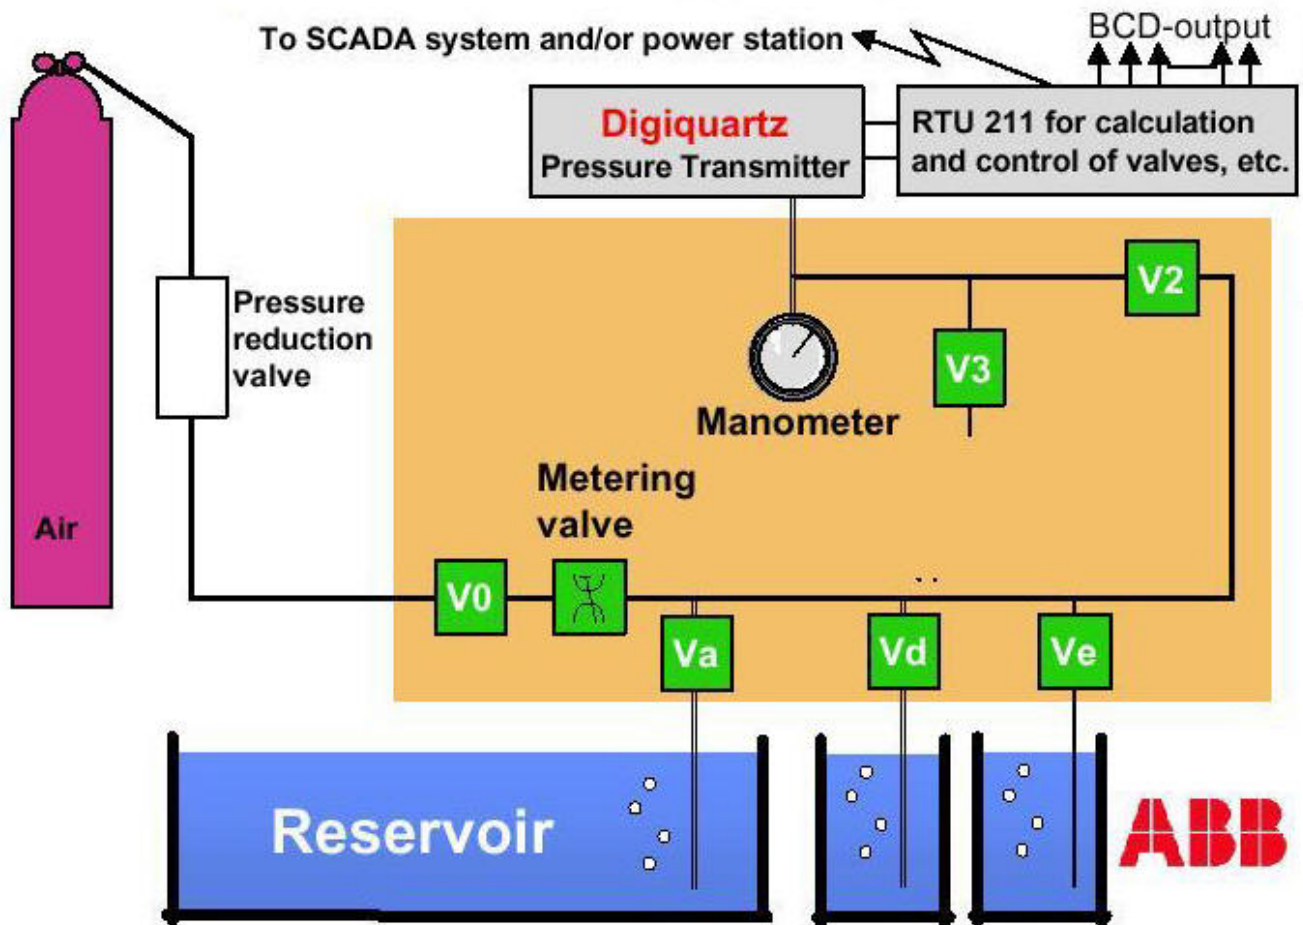 To SCADA system and/or power station
BCD-output
Digiquartz
Pressure Transmitter
RTU 211 for calculation
and control of valves, etc.
V2
Pressure
reduction
valve
V3
Manometer
Metering
valve
Air
V0
Va
Vd
Ve
Reservoir
ABB